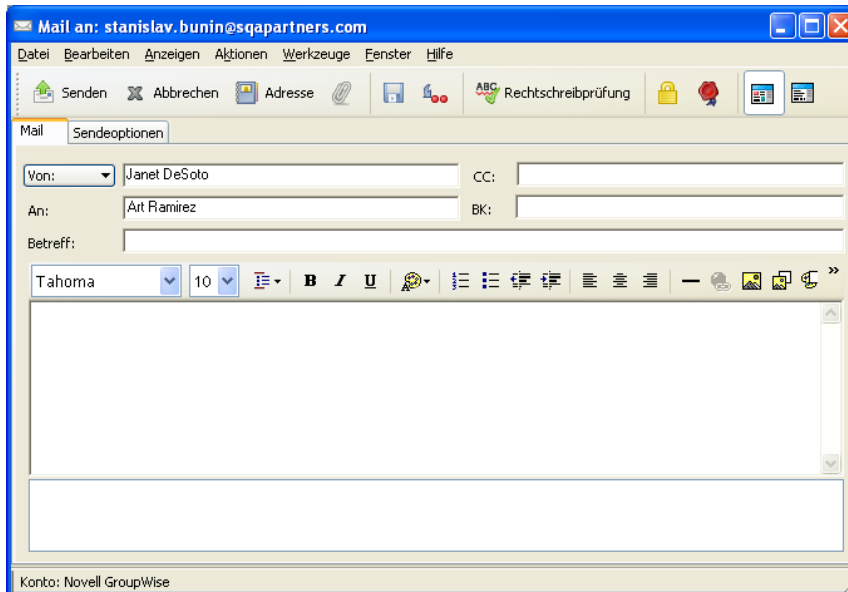 Mail an: stanislav.bunin@sqapartners.com
Datei Bearbeiten Anzeigen Aktionen Werkzeuge Fenster Hilfe
Senden Abbrechen Adresse ABC Rechtschreibprüfung
Mail Sendeoptionen
Von: Janet DeSoto CC:
An: Art Ramirez BK:
Betreff:
Tahoma 10 B I U
Konto: Novell GroupWise